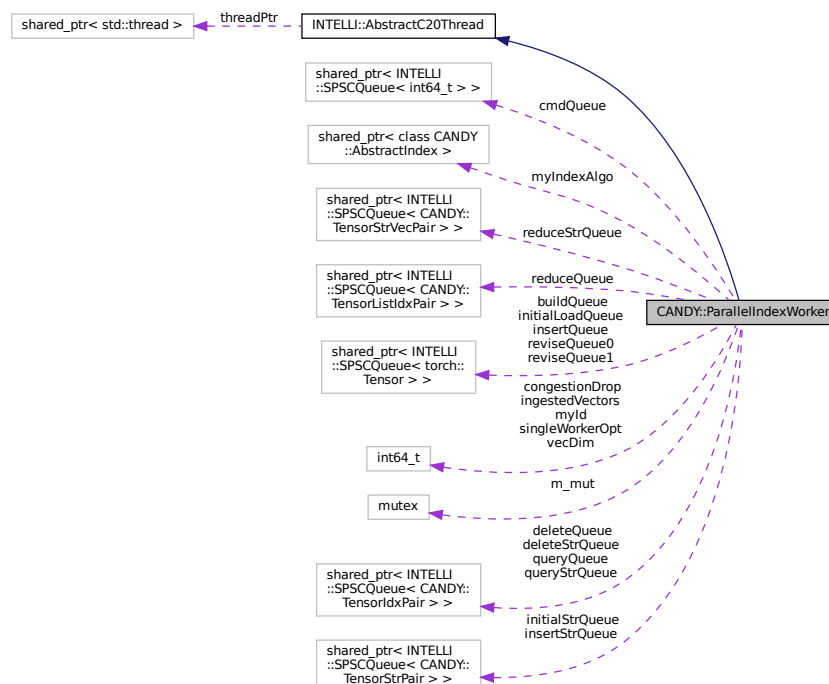 shared_ptr< std::thread >
threadPtr
INTELLI::AbstractC20Thread
shared_ptr< INTELLI
::SPSCQueue< int64_t > >
cmdQueue
shared_ptr< class CANDY
::AbstractIndex >
myIndexAlgo
shared_ptr< INTELLI
::SPSCQueue< CANDY::
TensorStrVecPair > >
reduceStrQueue
shared_ptr< INTELLI
::SPSCQueue< CANDY::
TensorListIdxPair > >
reduceQueue
CANDY::ParallelIndexWorker
buildQueue
initialLoadQueue
insertQueue
reviseQueue0
reviseQueue1
shared_ptr< INTELLI
::SPSCQueue< torch::
Tensor > >
congestionDrop
ingestedVectors
myId
singleWorkerOpt
vecDim
int64_t
m_mut
mutex
deleteQueue
deleteStrQueue
queryQueue
queryStrQueue
shared_ptr< INTELLI
::SPSCQueue< CANDY::
TensorIdxPair > >
initialStrQueue
insertStrQueue
shared_ptr< INTELLI
::SPSCQueue< CANDY::
TensorStrPair > >